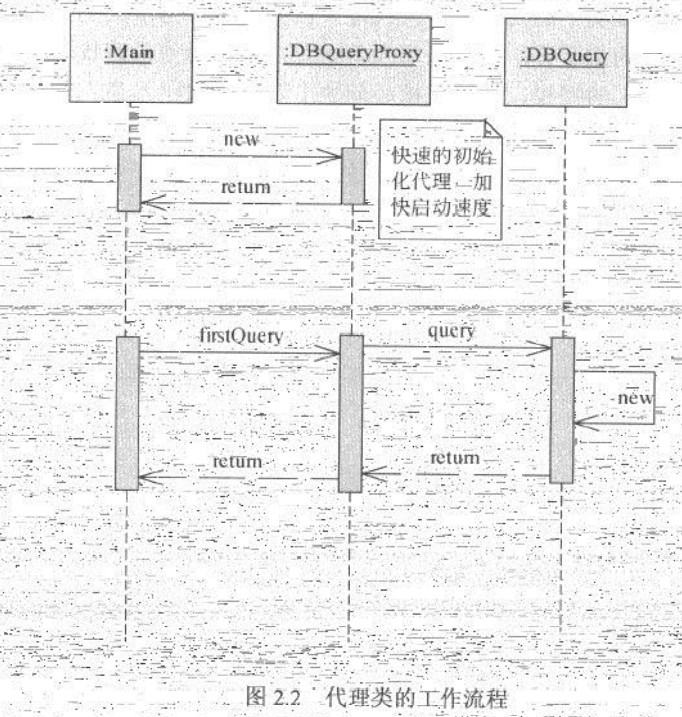 :Main
:DBQueryProxy
:DBQuery
new
return
快速的初始
化代理,加
快启动速度
firstQuery
query
new
return
return
图 2.2 代理类的工作流程